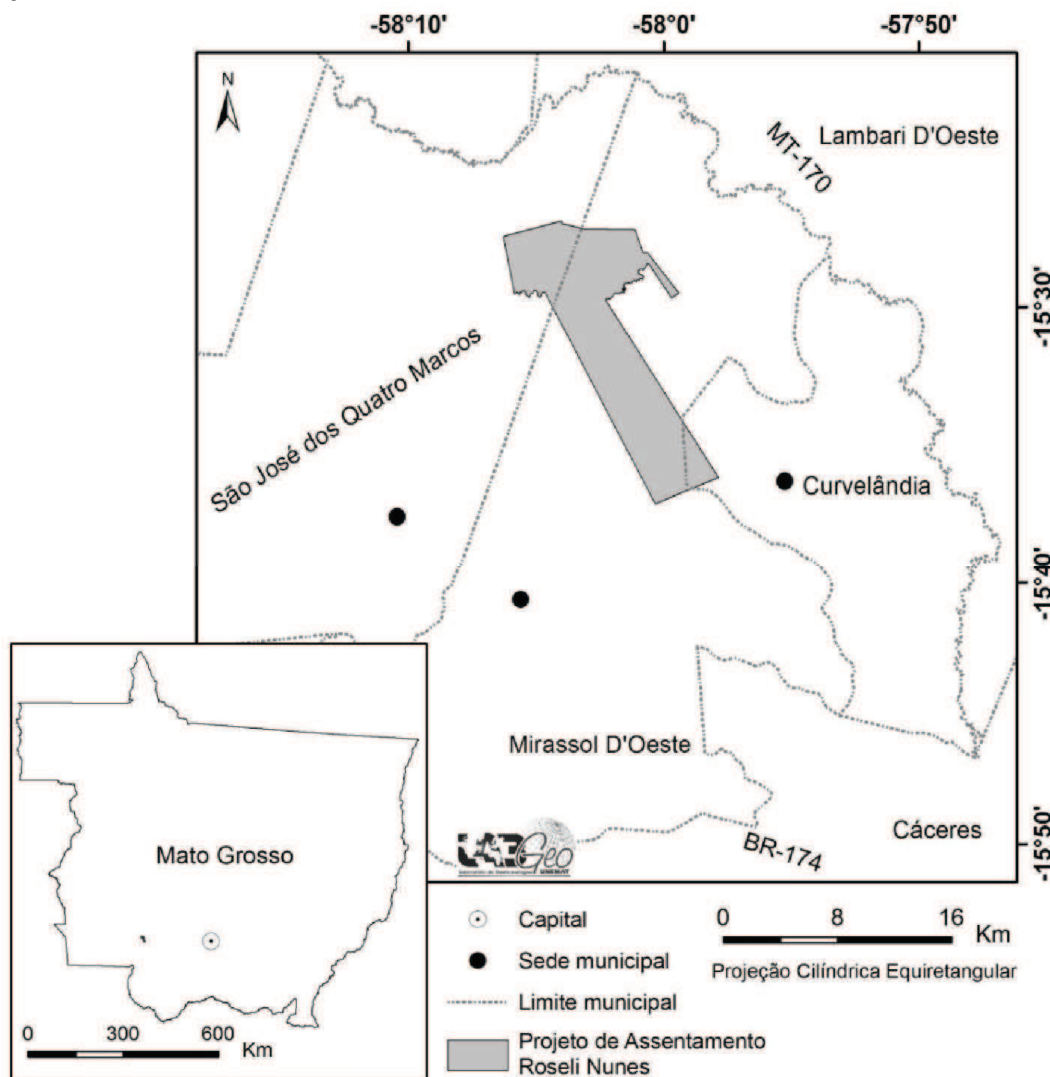 -58°10'
-58°0'
-57°50'
N
Lambari D'Oeste
MT-170
-15°30'
São José dos Quatro Marcos
Curvelândia
-15°40'
Mirassol D'Oeste
Cáceres
BR-174
-15°50'
Geo
UNEMAT
Mato Grosso
0 300 600
Km
Capital
Sede municipal
Limite municipal
Projeto de Assentamento
Roseli Nunes
0 8 16
Km
Projeção Cilíndrica Equiretangular